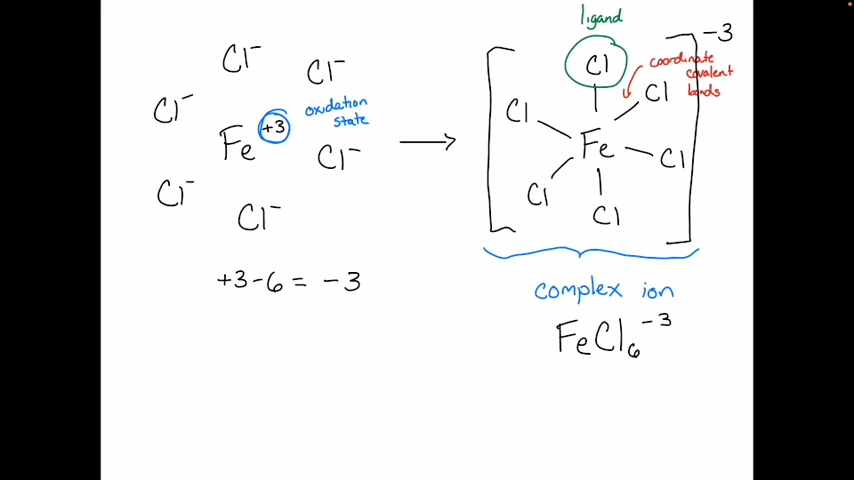 Cl⁻
Cl⁻
Cl⁻
Fe +3
oxidation
state
Cl⁻
Cl⁻
Cl⁻
+3-6 = -3
ligand
Cl
-3
coordinate
covalent
bonds
Cl
Cl
Fe
Cl
Cl
Cl
complex ion
FeCl₆⁻³